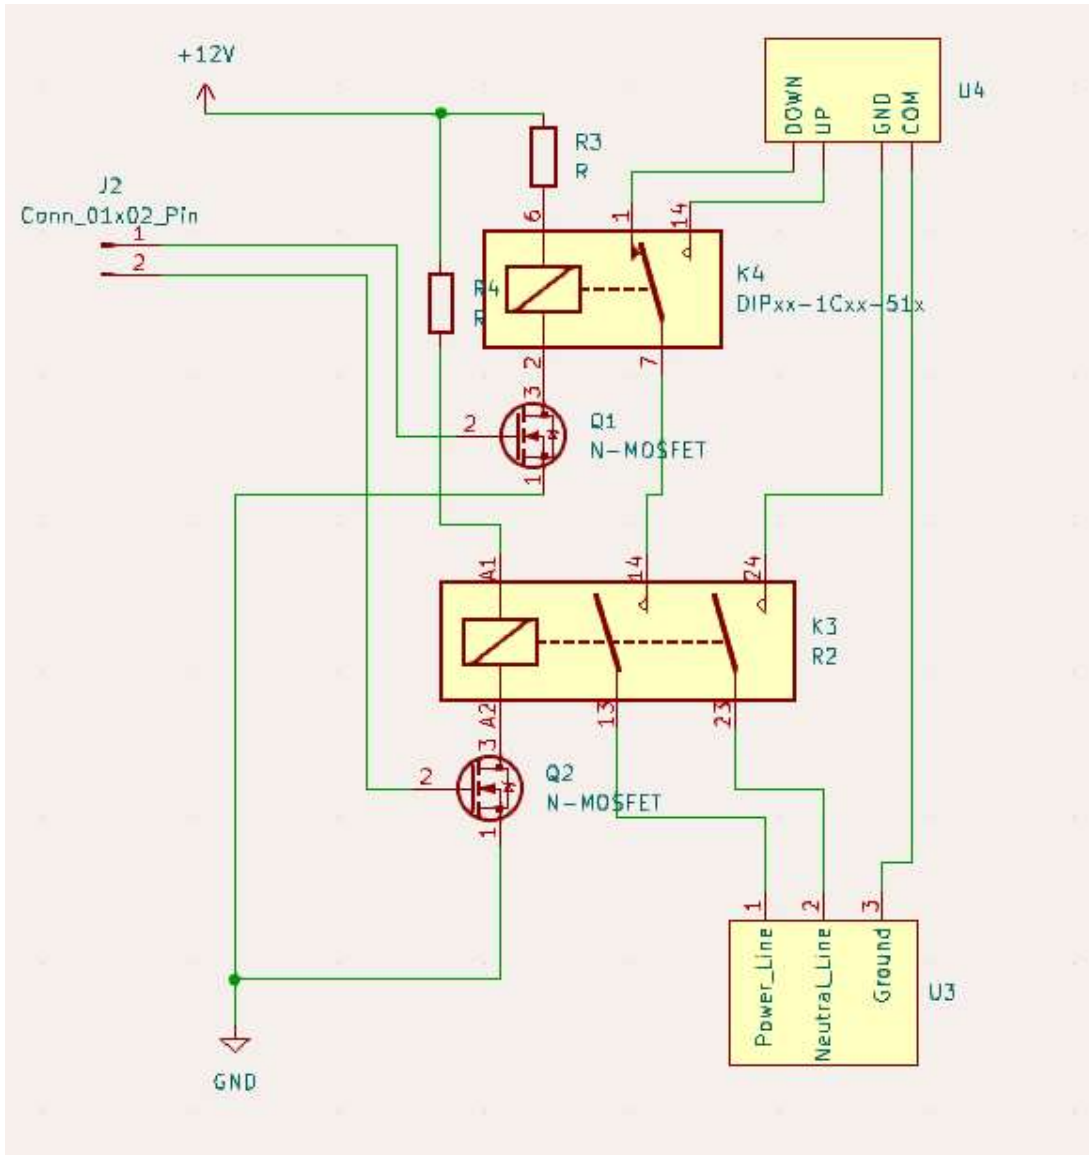 +12V
J2
Conn_01x02_Pin
1
2
R3
R
R4
R
6
1
14
K4
DIPxx-1Cxx-51x
2
7
DOWN
UP
GND
COM
U4
3
2
1
Q1
N-MOSFET
A1
14
24
K3
R2
A2
13
23
3
2
1
Q2
N-MOSFET
1
2
3
Power_Line
Neutral_Line
Ground
U3
GND